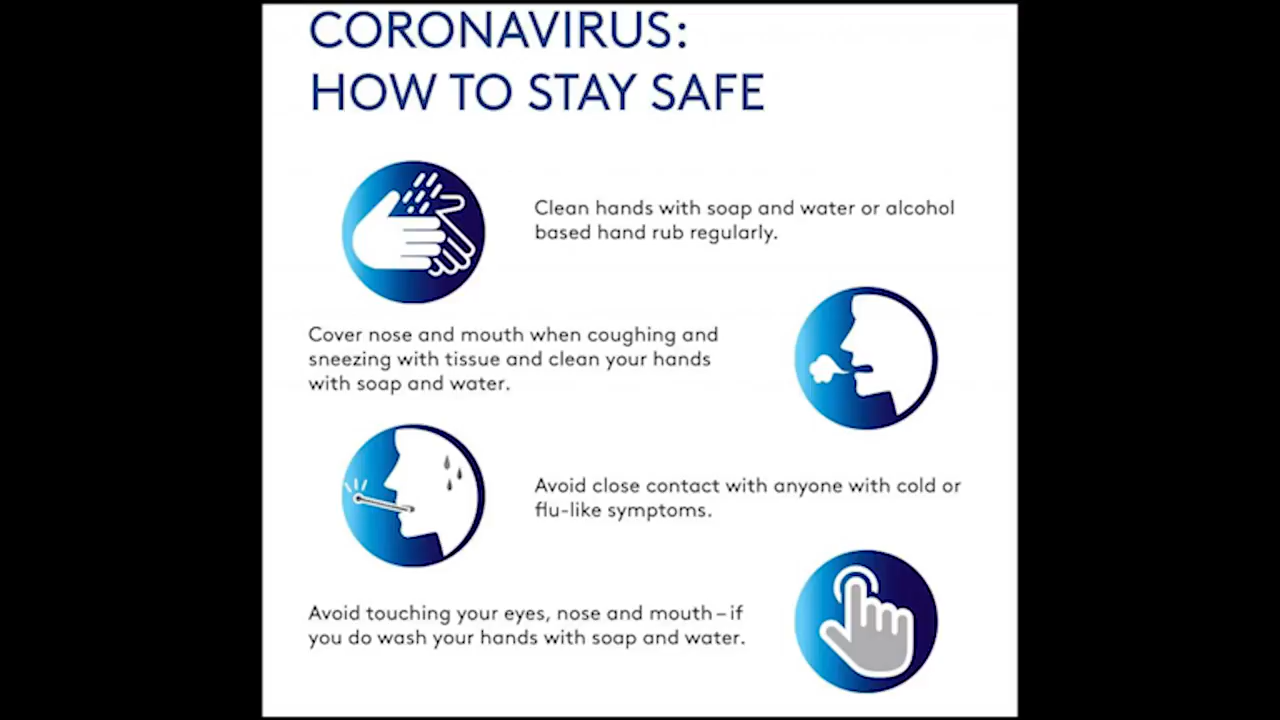 CORONAVIRUS:
HOW TO STAY SAFE
Clean hands with soap and water or alcohol
based hand rub regularly.
Cover nose and mouth when coughing and
sneezing with tissue and clean your hands
with soap and water.
Avoid close contact with anyone with cold or
flu-like symptoms.
Avoid touching your eyes, nose and mouth – if
you do wash your hands with soap and water.